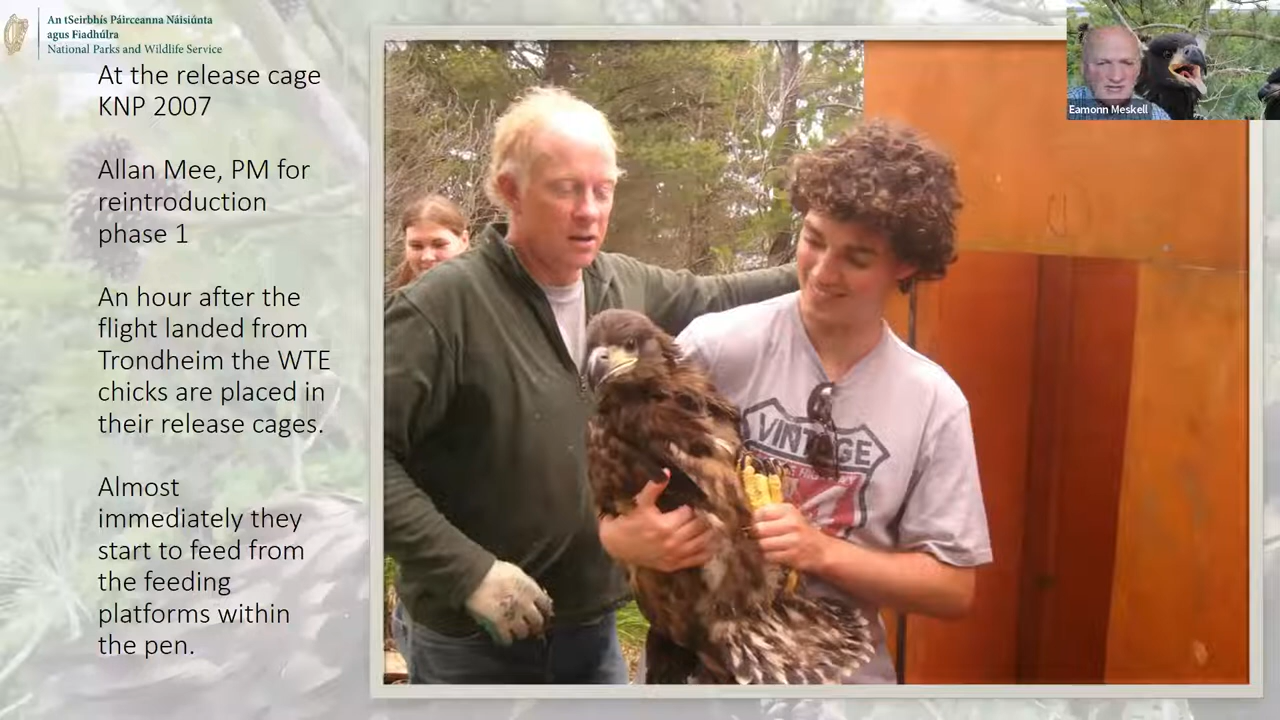 An tSeirbhís Páirceanna Náisiúnta
agus Fiadhúlra
National Parks and Wildlife Service
At the release cage
KNP 2007
Allan Mee, PM for
reintroduction
phase 1
An hour after the
flight landed from
Trondheim the WTE
chicks are placed in
their release cages.
Almost
immediately they
start to feed from
the feeding
platforms within
the pen.
Eamonn Meskell
VINTAGE